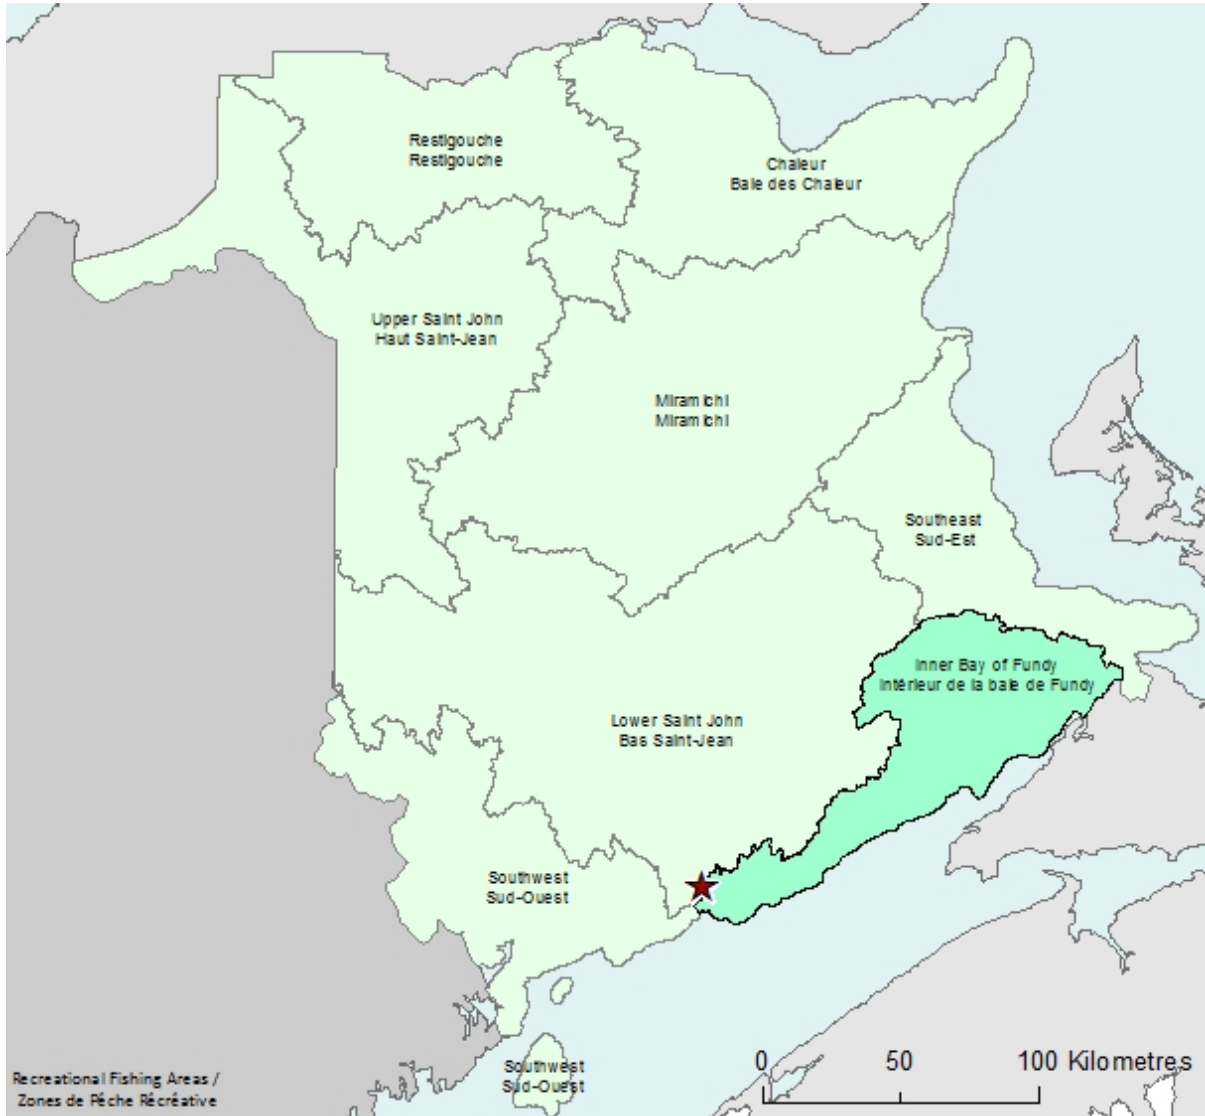 Restigouche
Restigouche
Chaleur
Baie des Chaleur
Upper Saint John
Haut Saint-Jean
Miramichi
Miramichi
Southeast
Sud-Est
Inner Bay of Fundy
Intérieur de la baie de Fundy
Lower Saint John
Bas Saint-Jean
Southwest
Sud-Ouest
Southwest
Sud-Ouest
0 50 100 Kilometres
Recreational Fishing Areas /
Zones de Pêche Récréative